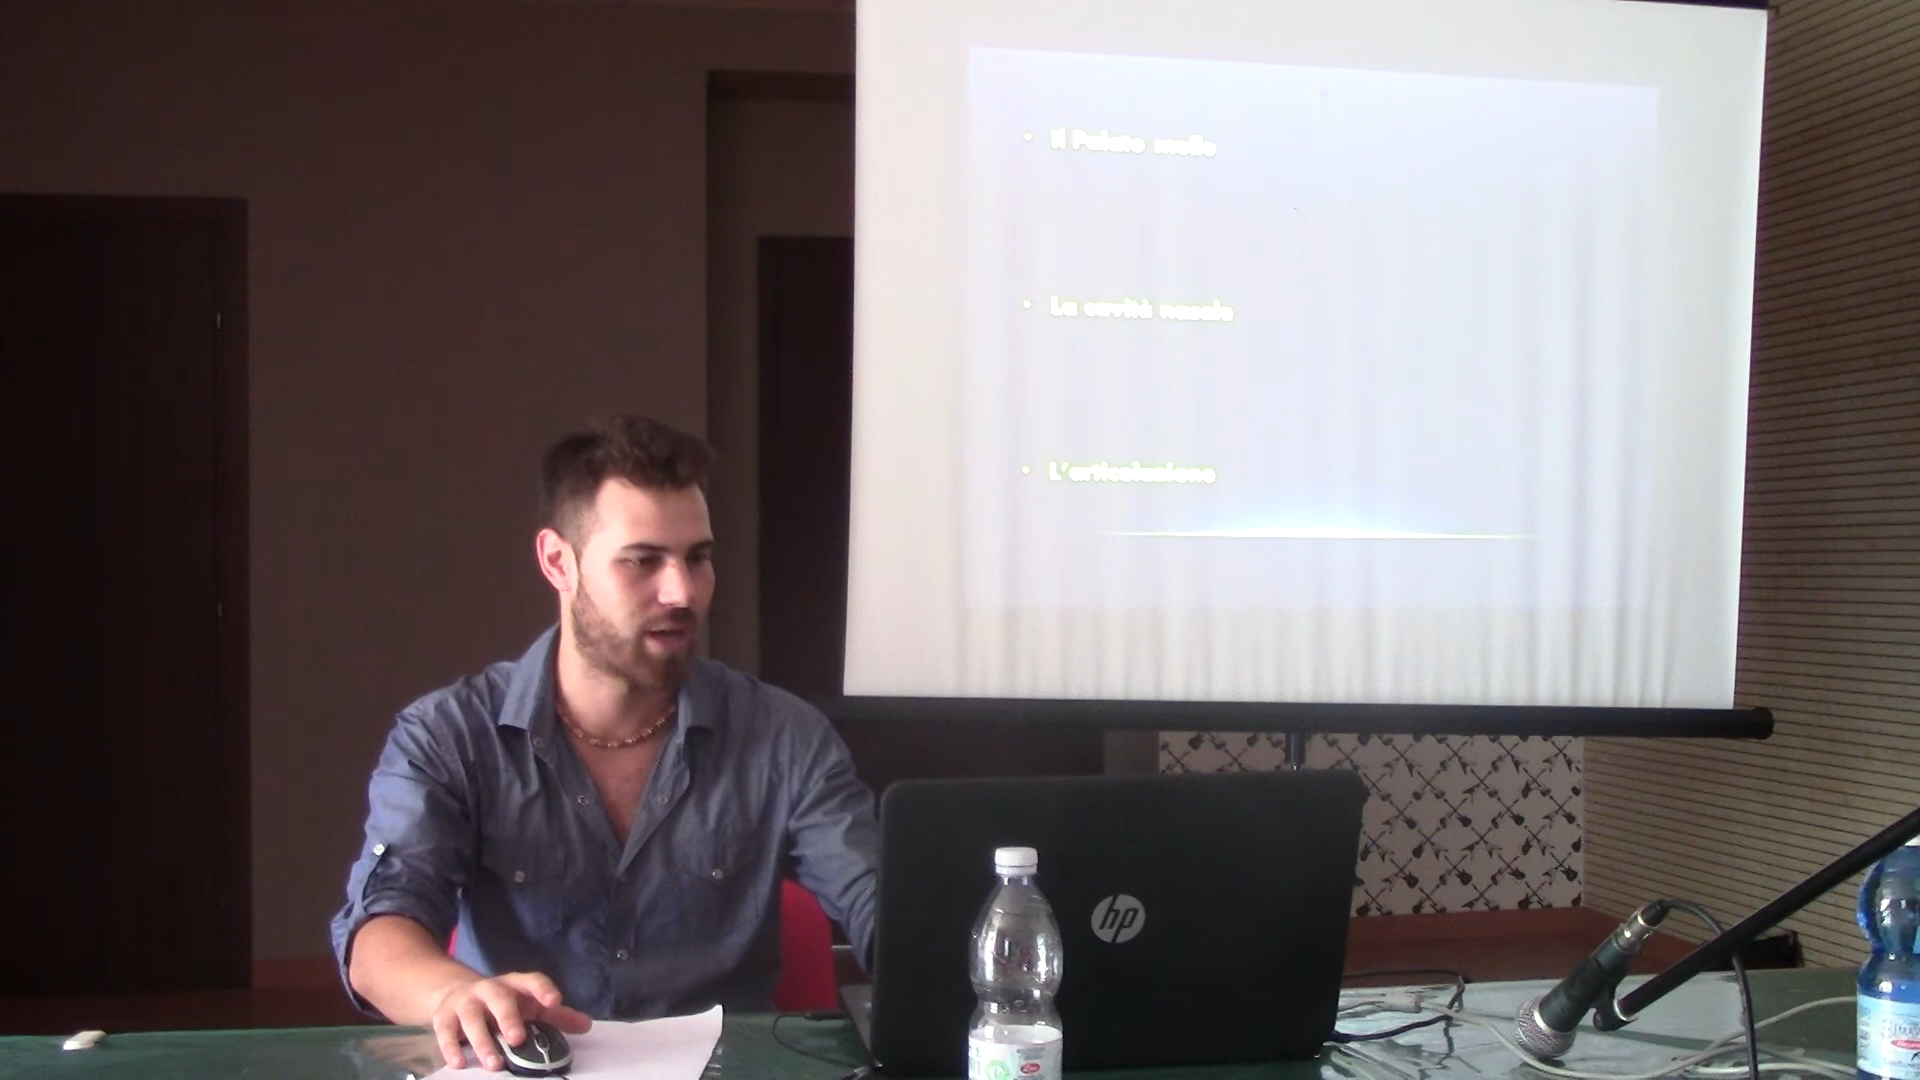 • Il Palato molle
• La cavità nasale
• L'articolazione
hp